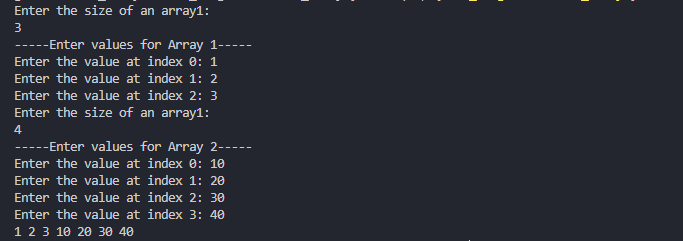 Enter the size of an array1:
3
-----Enter values for Array 1-----
Enter the value at index 0: 1
Enter the value at index 1: 2
Enter the value at index 2: 3
Enter the size of an array1:
4
-----Enter values for Array 2-----
Enter the value at index 0: 10
Enter the value at index 1: 20
Enter the value at index 2: 30
Enter the value at index 3: 40
1 2 3 10 20 30 40